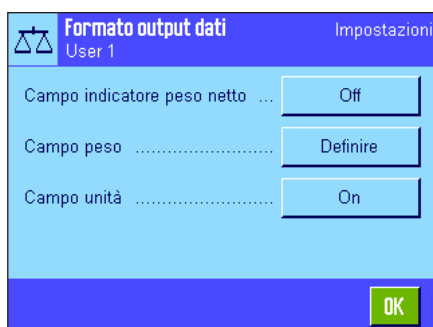 Formato output dati
Impostazioni
User 1
Campo indicatore peso netto ... Off
Campo peso .......................... Definire
Campo unità .......................... On
OK